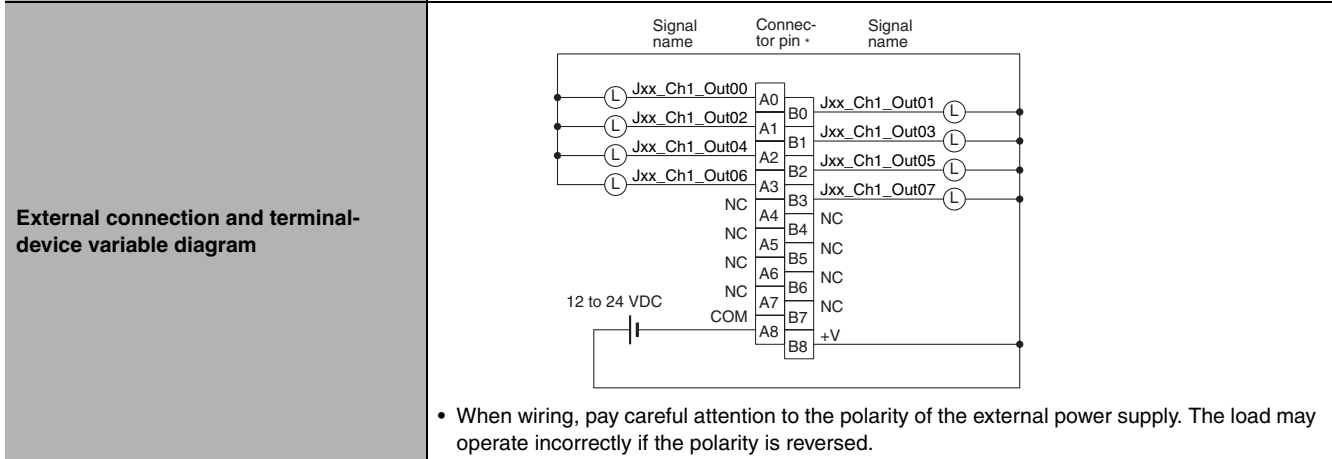 External connection and terminal-
device variable diagram
Signal
name
Connec-
tor pin *
Signal
name
L Jxx_Ch1_Out00 A0
B0 Jxx_Ch1_Out01 L
L Jxx_Ch1_Out02 A1
B1 Jxx_Ch1_Out03 L
L Jxx_Ch1_Out04 A2
B2 Jxx_Ch1_Out05 L
L Jxx_Ch1_Out06 A3
B3 Jxx_Ch1_Out07 L
NC A4
B4 NC
NC A5
B5 NC
NC A6
B6 NC
NC A7
B7 NC
12 to 24 VDC
COM A8
B8 +V
• When wiring, pay careful attention to the polarity of the external power supply. The load may
operate incorrectly if the polarity is reversed.